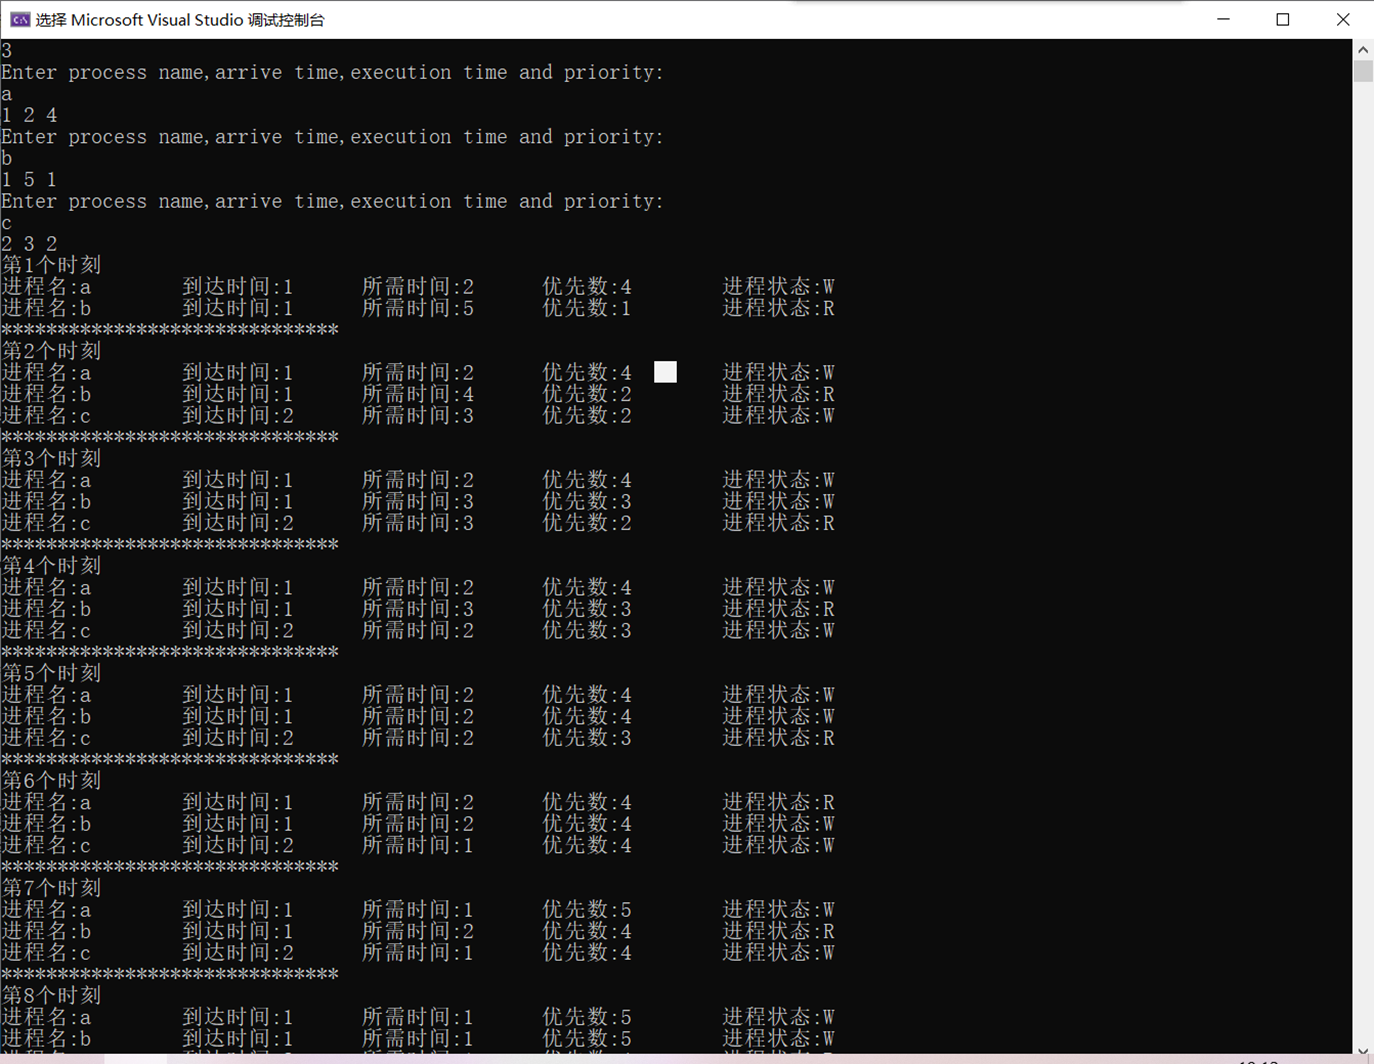 选择 Microsoft Visual Studio 调试控制台
3
Enter process name,arrive time,execution time and priority:
a
1 2 4
Enter process name,arrive time,execution time and priority:
b
1 5 1
Enter process name,arrive time,execution time and priority:
c
2 3 2
第1个时刻
进程名:a 到达时间:1 所需时间:2 优先数:4 进程状态:W
进程名:b 到达时间:1 所需时间:5 优先数:1 进程状态:R
******************************
第2个时刻
进程名:a 到达时间:1 所需时间:2 优先数:4 进程状态:W
进程名:b 到达时间:1 所需时间:4 优先数:2 进程状态:R
进程名:c 到达时间:2 所需时间:3 优先数:2 进程状态:W
******************************
第3个时刻
进程名:a 到达时间:1 所需时间:2 优先数:4 进程状态:W
进程名:b 到达时间:1 所需时间:3 优先数:3 进程状态:W
进程名:c 到达时间:2 所需时间:3 优先数:2 进程状态:R
******************************
第4个时刻
进程名:a 到达时间:1 所需时间:2 优先数:4 进程状态:W
进程名:b 到达时间:1 所需时间:3 优先数:3 进程状态:R
进程名:c 到达时间:2 所需时间:2 优先数:3 进程状态:W
******************************
第5个时刻
进程名:a 到达时间:1 所需时间:2 优先数:4 进程状态:W
进程名:b 到达时间:1 所需时间:2 优先数:4 进程状态:W
进程名:c 到达时间:2 所需时间:2 优先数:3 进程状态:R
******************************
第6个时刻
进程名:a 到达时间:1 所需时间:2 优先数:4 进程状态:R
进程名:b 到达时间:1 所需时间:2 优先数:4 进程状态:W
进程名:c 到达时间:2 所需时间:1 优先数:4 进程状态:W
******************************
第7个时刻
进程名:a 到达时间:1 所需时间:1 优先数:5 进程状态:W
进程名:b 到达时间:1 所需时间:2 优先数:4 进程状态:R
进程名:c 到达时间:2 所需时间:1 优先数:4 进程状态:W
******************************
第8个时刻
进程名:a 到达时间:1 所需时间:1 优先数:5 进程状态:W
进程名:b 到达时间:1 所需时间:1 优先数:5 进程状态:W